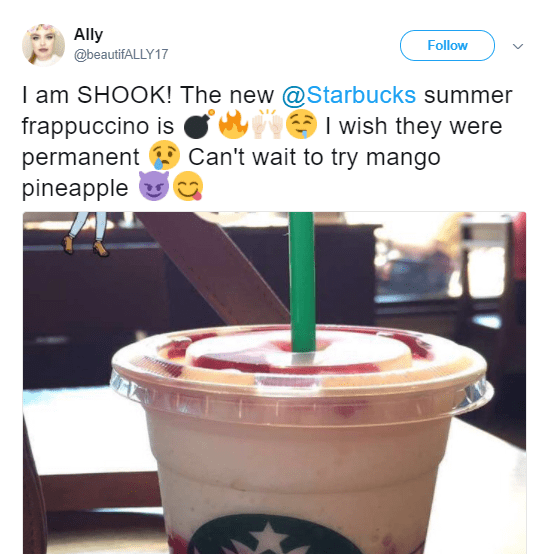 Ally
@beautifALLY17
Follow
I am SHOOK! The new @Starbucks summer
frappuccino is 💣🔥🙌🏻🤤 I wish they were
permanent 😢 Can't wait to try mango
pineapple 😈😋